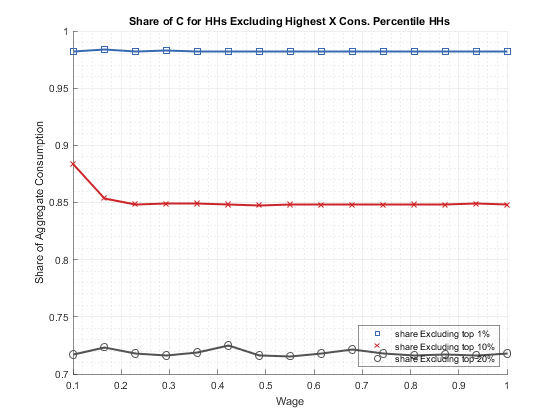 Share of C for HHs Excluding Highest X Cons. Percentile HHs
1
0.95
0.9
0.85
0.8
0.75
0.7
Share of Aggregate Consumption
share Excluding top 1%
share Excluding top 10%
share Excluding top 20%
0.1 0.2 0.3 0.4 0.5 0.6 0.7 0.8 0.9 1
Wage